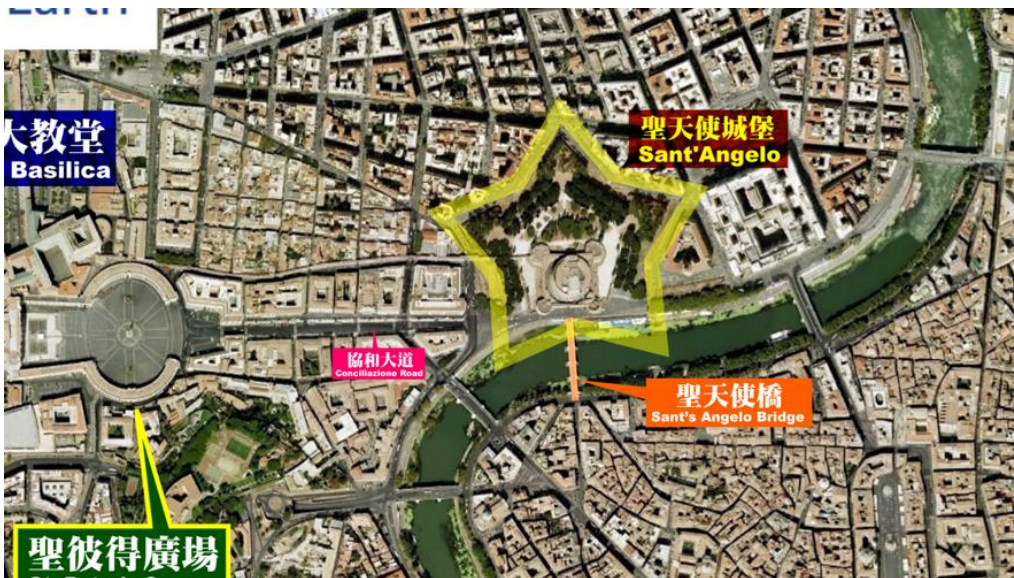 Earth
大教堂
Basilica
聖天使城堡
Sant'Angelo
協和大道
Conciliazione Road
聖天使橋
Sant's Angelo Bridge
聖彼得廣場